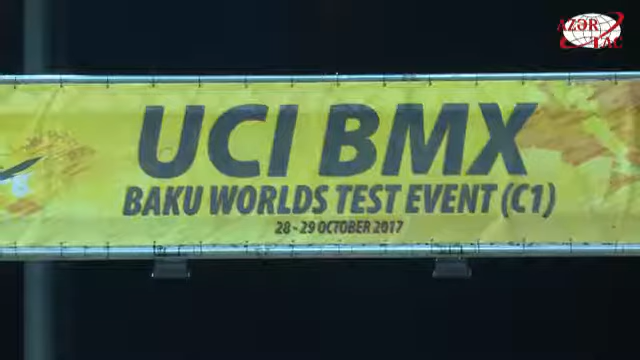 AZƏR
TAC
UCI BMX
BAKU WORLDS TEST EVENT (C1)
28 - 29 OCTOBER 2017